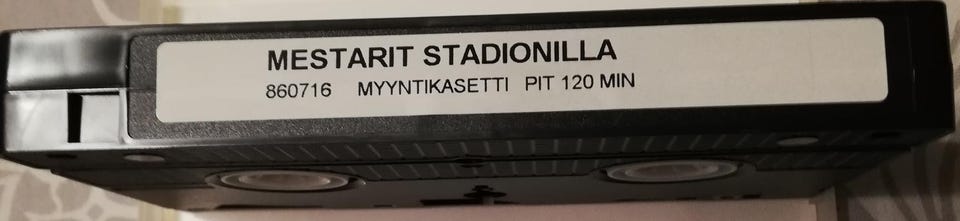 MESTARIT STADIONILLA
860716 MYYNTIKASETTI PIT 120 MIN